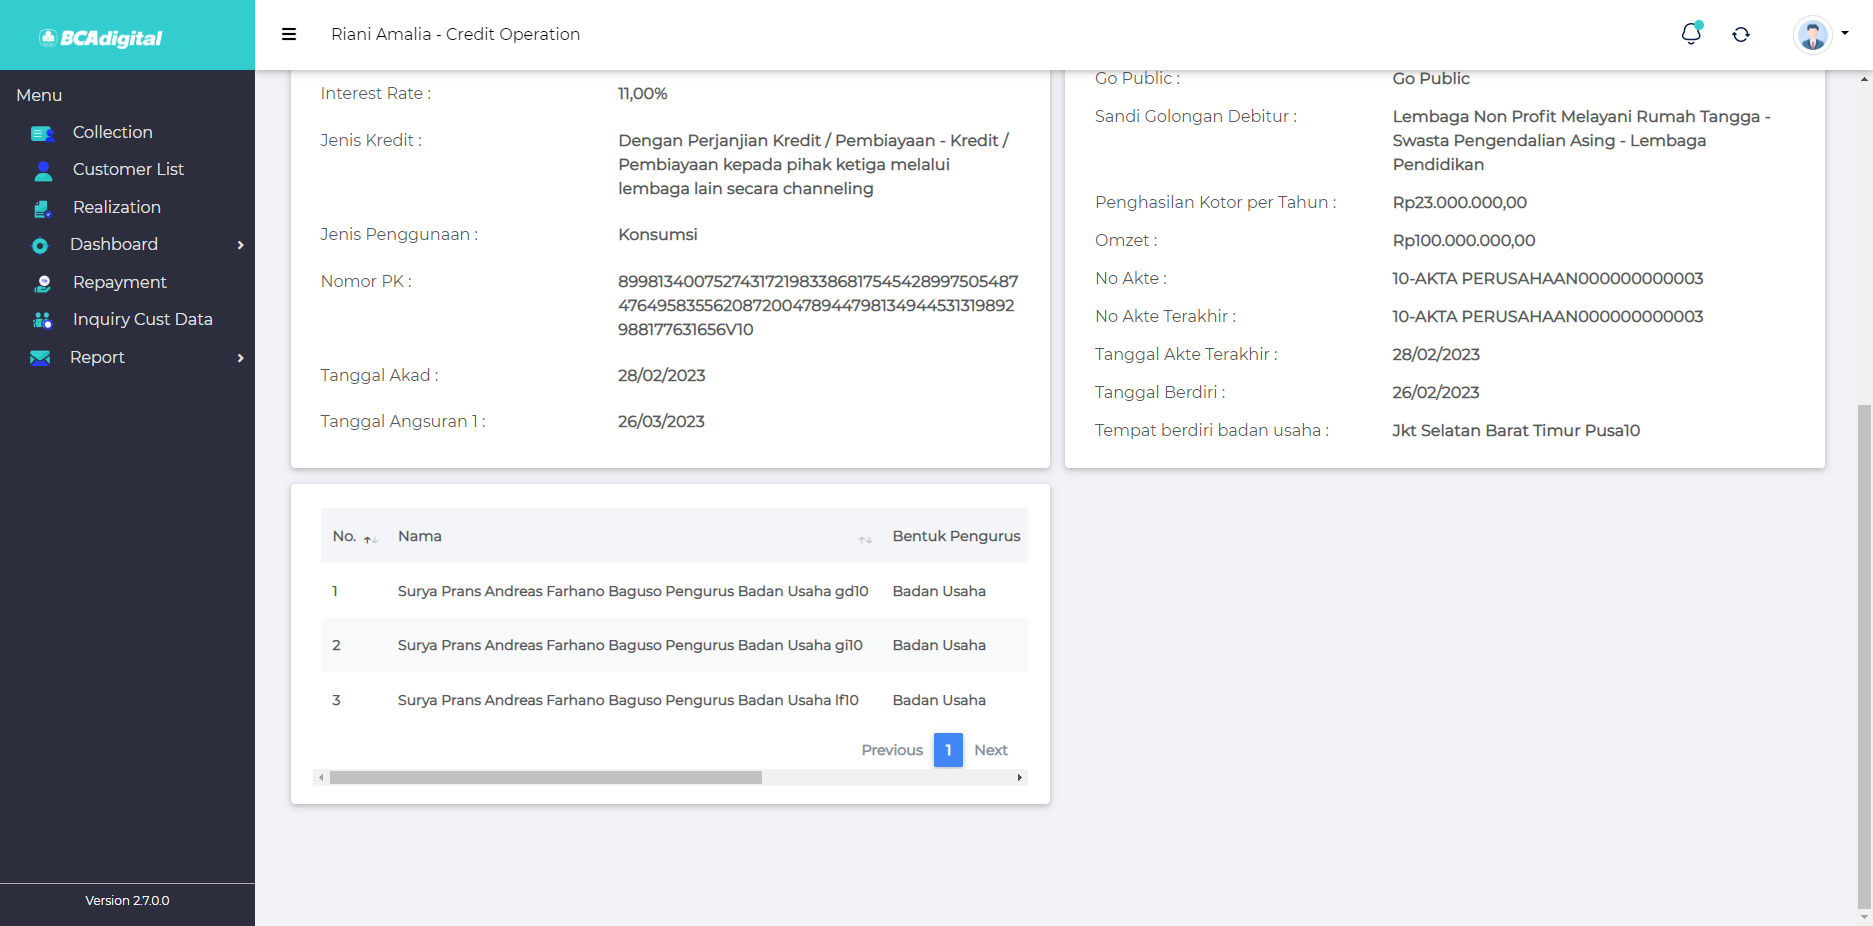 BCAdigital
Riani Amalia - Credit Operation
Menu
Collection
Customer List
Realization
Dashboard
Repayment
Inquiry Cust Data
Report
Version 2.7.0.0
Interest Rate :
11,00%
Jenis Kredit :
Dengan Perjanjian Kredit / Pembiayaan - Kredit /
Pembiayaan kepada pihak ketiga melalui
lembaga lain secara channeling
Jenis Penggunaan :
Konsumsi
Nomor PK :
89981340075274317219833868175454289975054​87
476495835562087200478944798134944531319892
988177631656V10
Tanggal Akad :
28/02/2023
Tanggal Angsuran 1 :
26/03/2023
Go Public :
Go Public
Sandi Golongan Debitur :
Lembaga Non Profit Melayani Rumah Tangga -
Swasta Pengendalian Asing - Lembaga
Pendidikan
Penghasilan Kotor per Tahun :
Rp23.000.000,00
Omzet :
Rp100.000.000,00
No Akte :
10-AKTA PERUSAHAAN000000000003
No Akte Terakhir :
10-AKTA PERUSAHAAN000000000003
Tanggal Akte Terakhir :
28/02/2023
Tanggal Berdiri :
26/02/2023
Tempat berdiri badan usaha :
Jkt Selatan Barat Timur Pusa10
No. Nama Bentuk Pengurus
1 Surya Prans Andreas Farhano Baguso Pengurus Badan Usaha gd10 Badan Usaha
2 Surya Prans Andreas Farhano Baguso Pengurus Badan Usaha gi10 Badan Usaha
3 Surya Prans Andreas Farhano Baguso Pengurus Badan Usaha lf10 Badan Usaha
Previous 1 Next